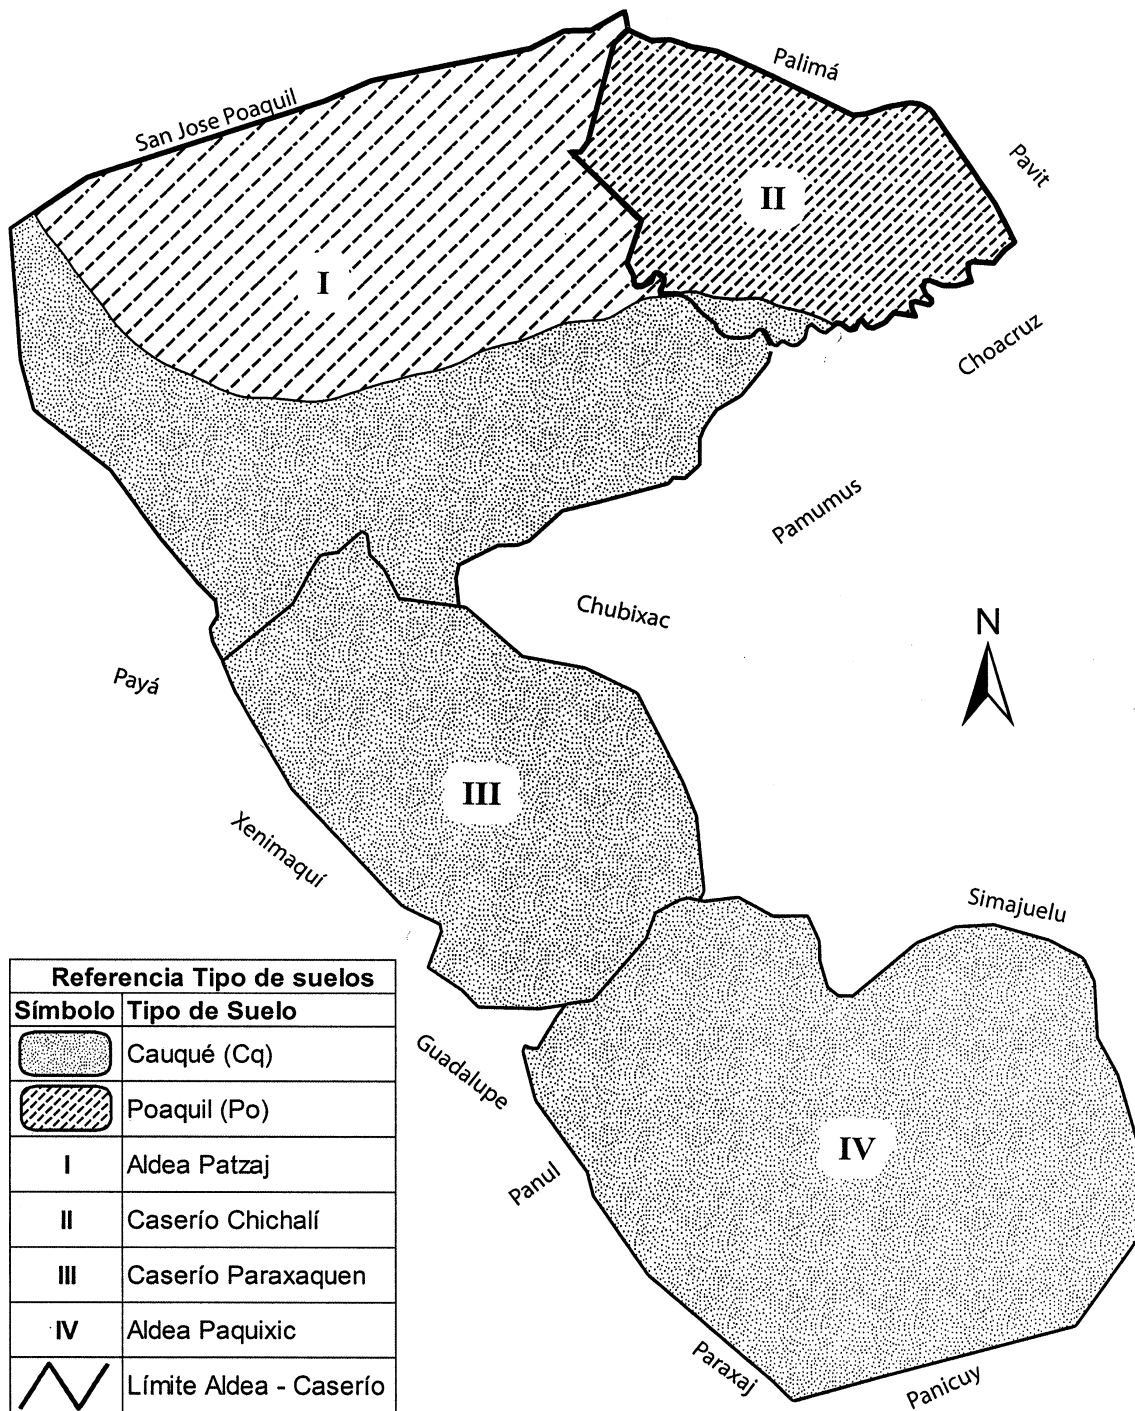 Palimá
San Jose Poaquil
Pavit
II
I
Choacruz
Pamumus
Chubixac
N
Payá
III
Xenimaquí
Simajuelu
Guadalupe
IV
Panul
Paraxaj
Panicuy
Referencia Tipo de suelos
Símbolo Tipo de Suelo
Cauqué (Cq)
Poaquil (Po)
I Aldea Patzaj
II Caserío Chichalí
III Caserío Paraxaquen
IV Aldea Paquixic
Límite Aldea - Caserío